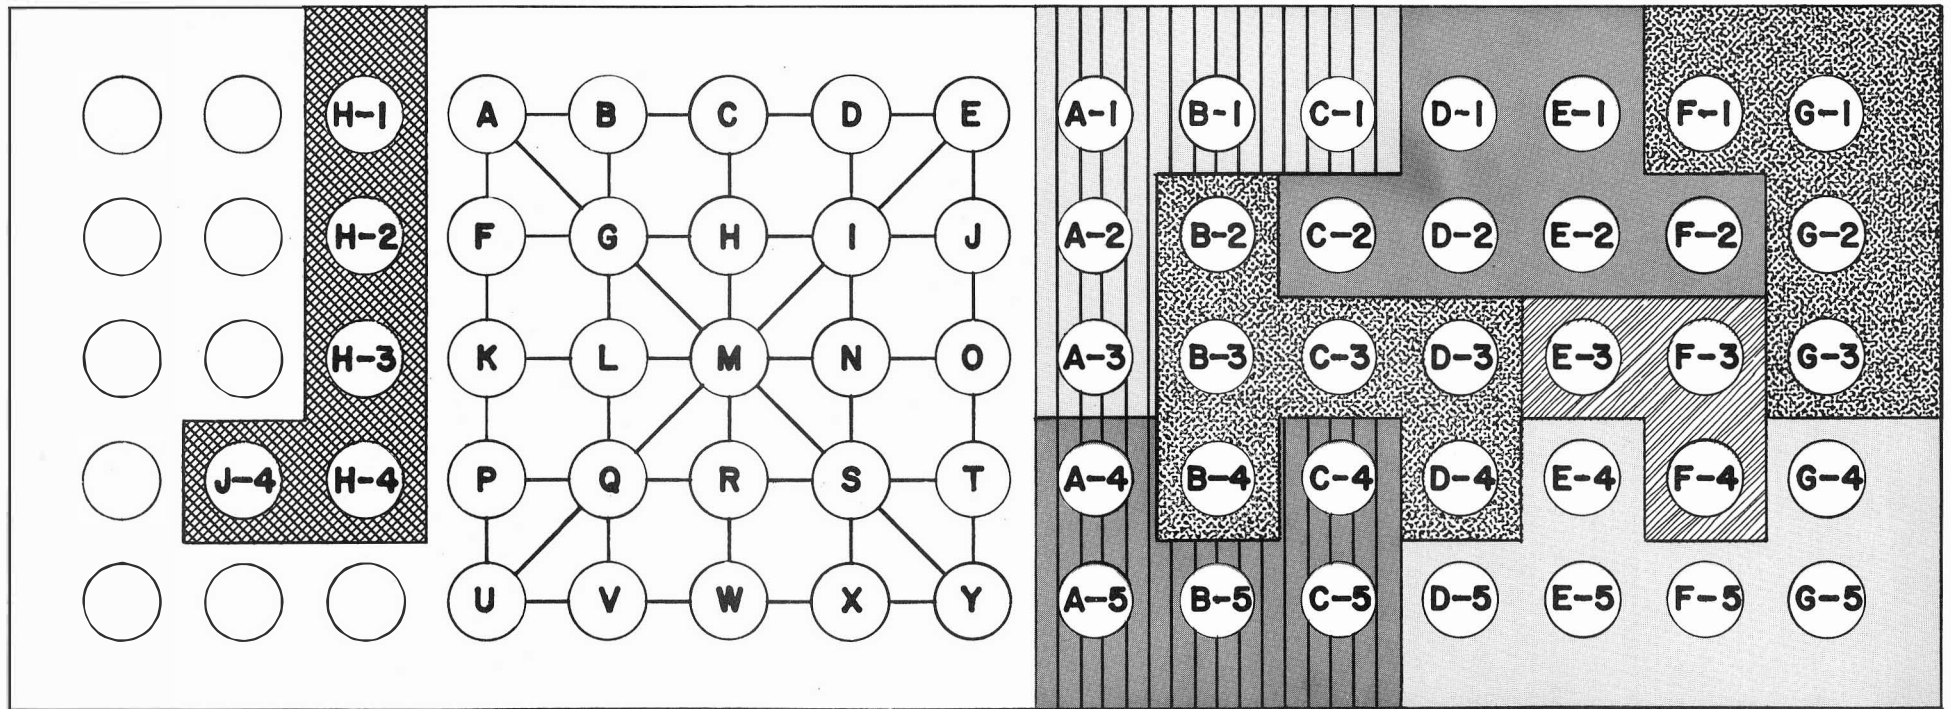 H-1 A B C D E A-1 B-1 C-1 D-1 E-1 F-1 G-1
H-2 F G H I J A-2 B-2 C-2 D-2 E-2 F-2 G-2
H-3 K L M N O A-3 B-3 C-3 D-3 E-3 F-3 G-3
J-4 H-4 P Q R S T A-4 B-4 C-4 D-4 E-4 F-4 G-4
U V W X Y A-5 B-5 C-5 D-5 E-5 F-5 G-5